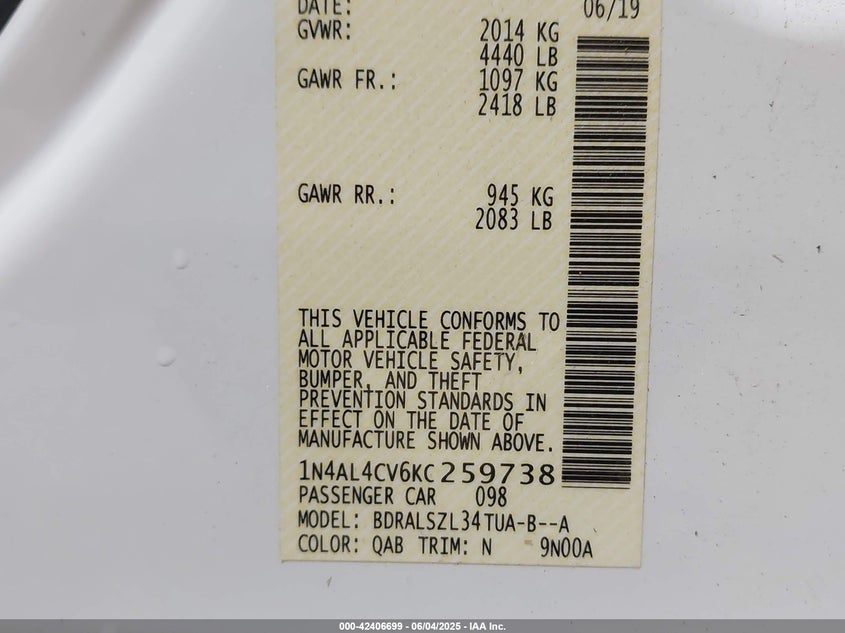 DATE: 06/19
GVWR: 2014 KG
4440 LB
GAWR FR.: 1097 KG
2418 LB
GAWR RR.: 945 KG
2083 LB
THIS VEHICLE CONFORMS TO
ALL APPLICABLE FEDERAL
MOTOR VEHICLE SAFETY,
BUMPER, AND THEFT
PREVENTION STANDARDS IN
EFFECT ON THE DATE OF
MANUFACTURE SHOWN ABOVE.
1N4AL4CV6KC259738
PASSENGER CAR 098
MODEL: BDRALSZL34TUA-B--A
COLOR: QAB TRIM: N 9N00A
000-42406699 - 06/04/2025 - IAA Inc.